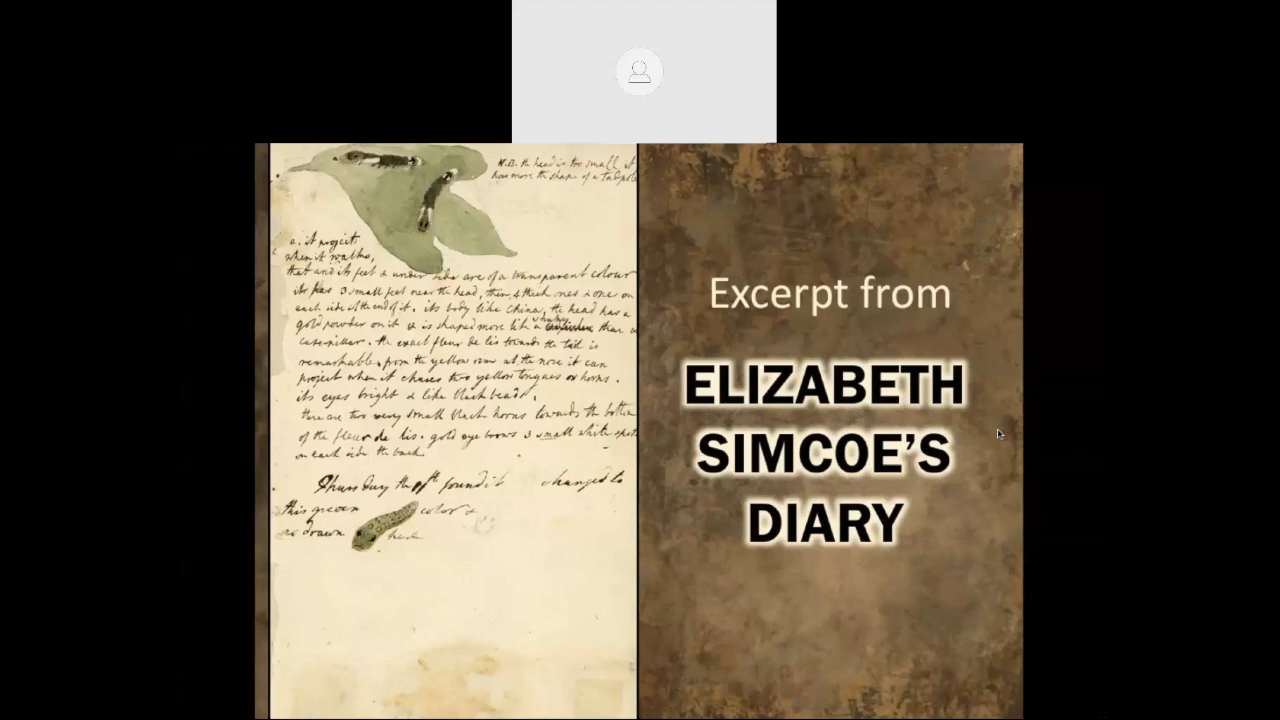 N.B. the head is too small it
has more the shape of a Tadpole
a. it project
when it walks,
that and its feet & under side are of a transparent colour
its has 3 small feet near the head, then 4 thick ones & one on
each side at the end of it. its body like China, the head has a
gold powder on it & is shaped more like a than a
caterpillar. the exact fleur de lis towards the tail is
remarkable, from the yellow at the nose it can
project when it chuses two yellow tongues or horns.
its eyes bright & like black beads.
there are two very small black horns towards the bottom
of the fleur de lis. gold eye brows 3 small white spots
on each side the back.
Thursday the found it changed to
this green color &
as drawn here
Excerpt from
ELIZABETH
SIMCOE'S
DIARY